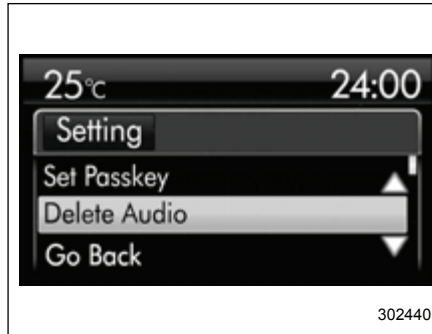 25℃ 24:00
Setting
Set Passkey
Delete Audio
Go Back
302440